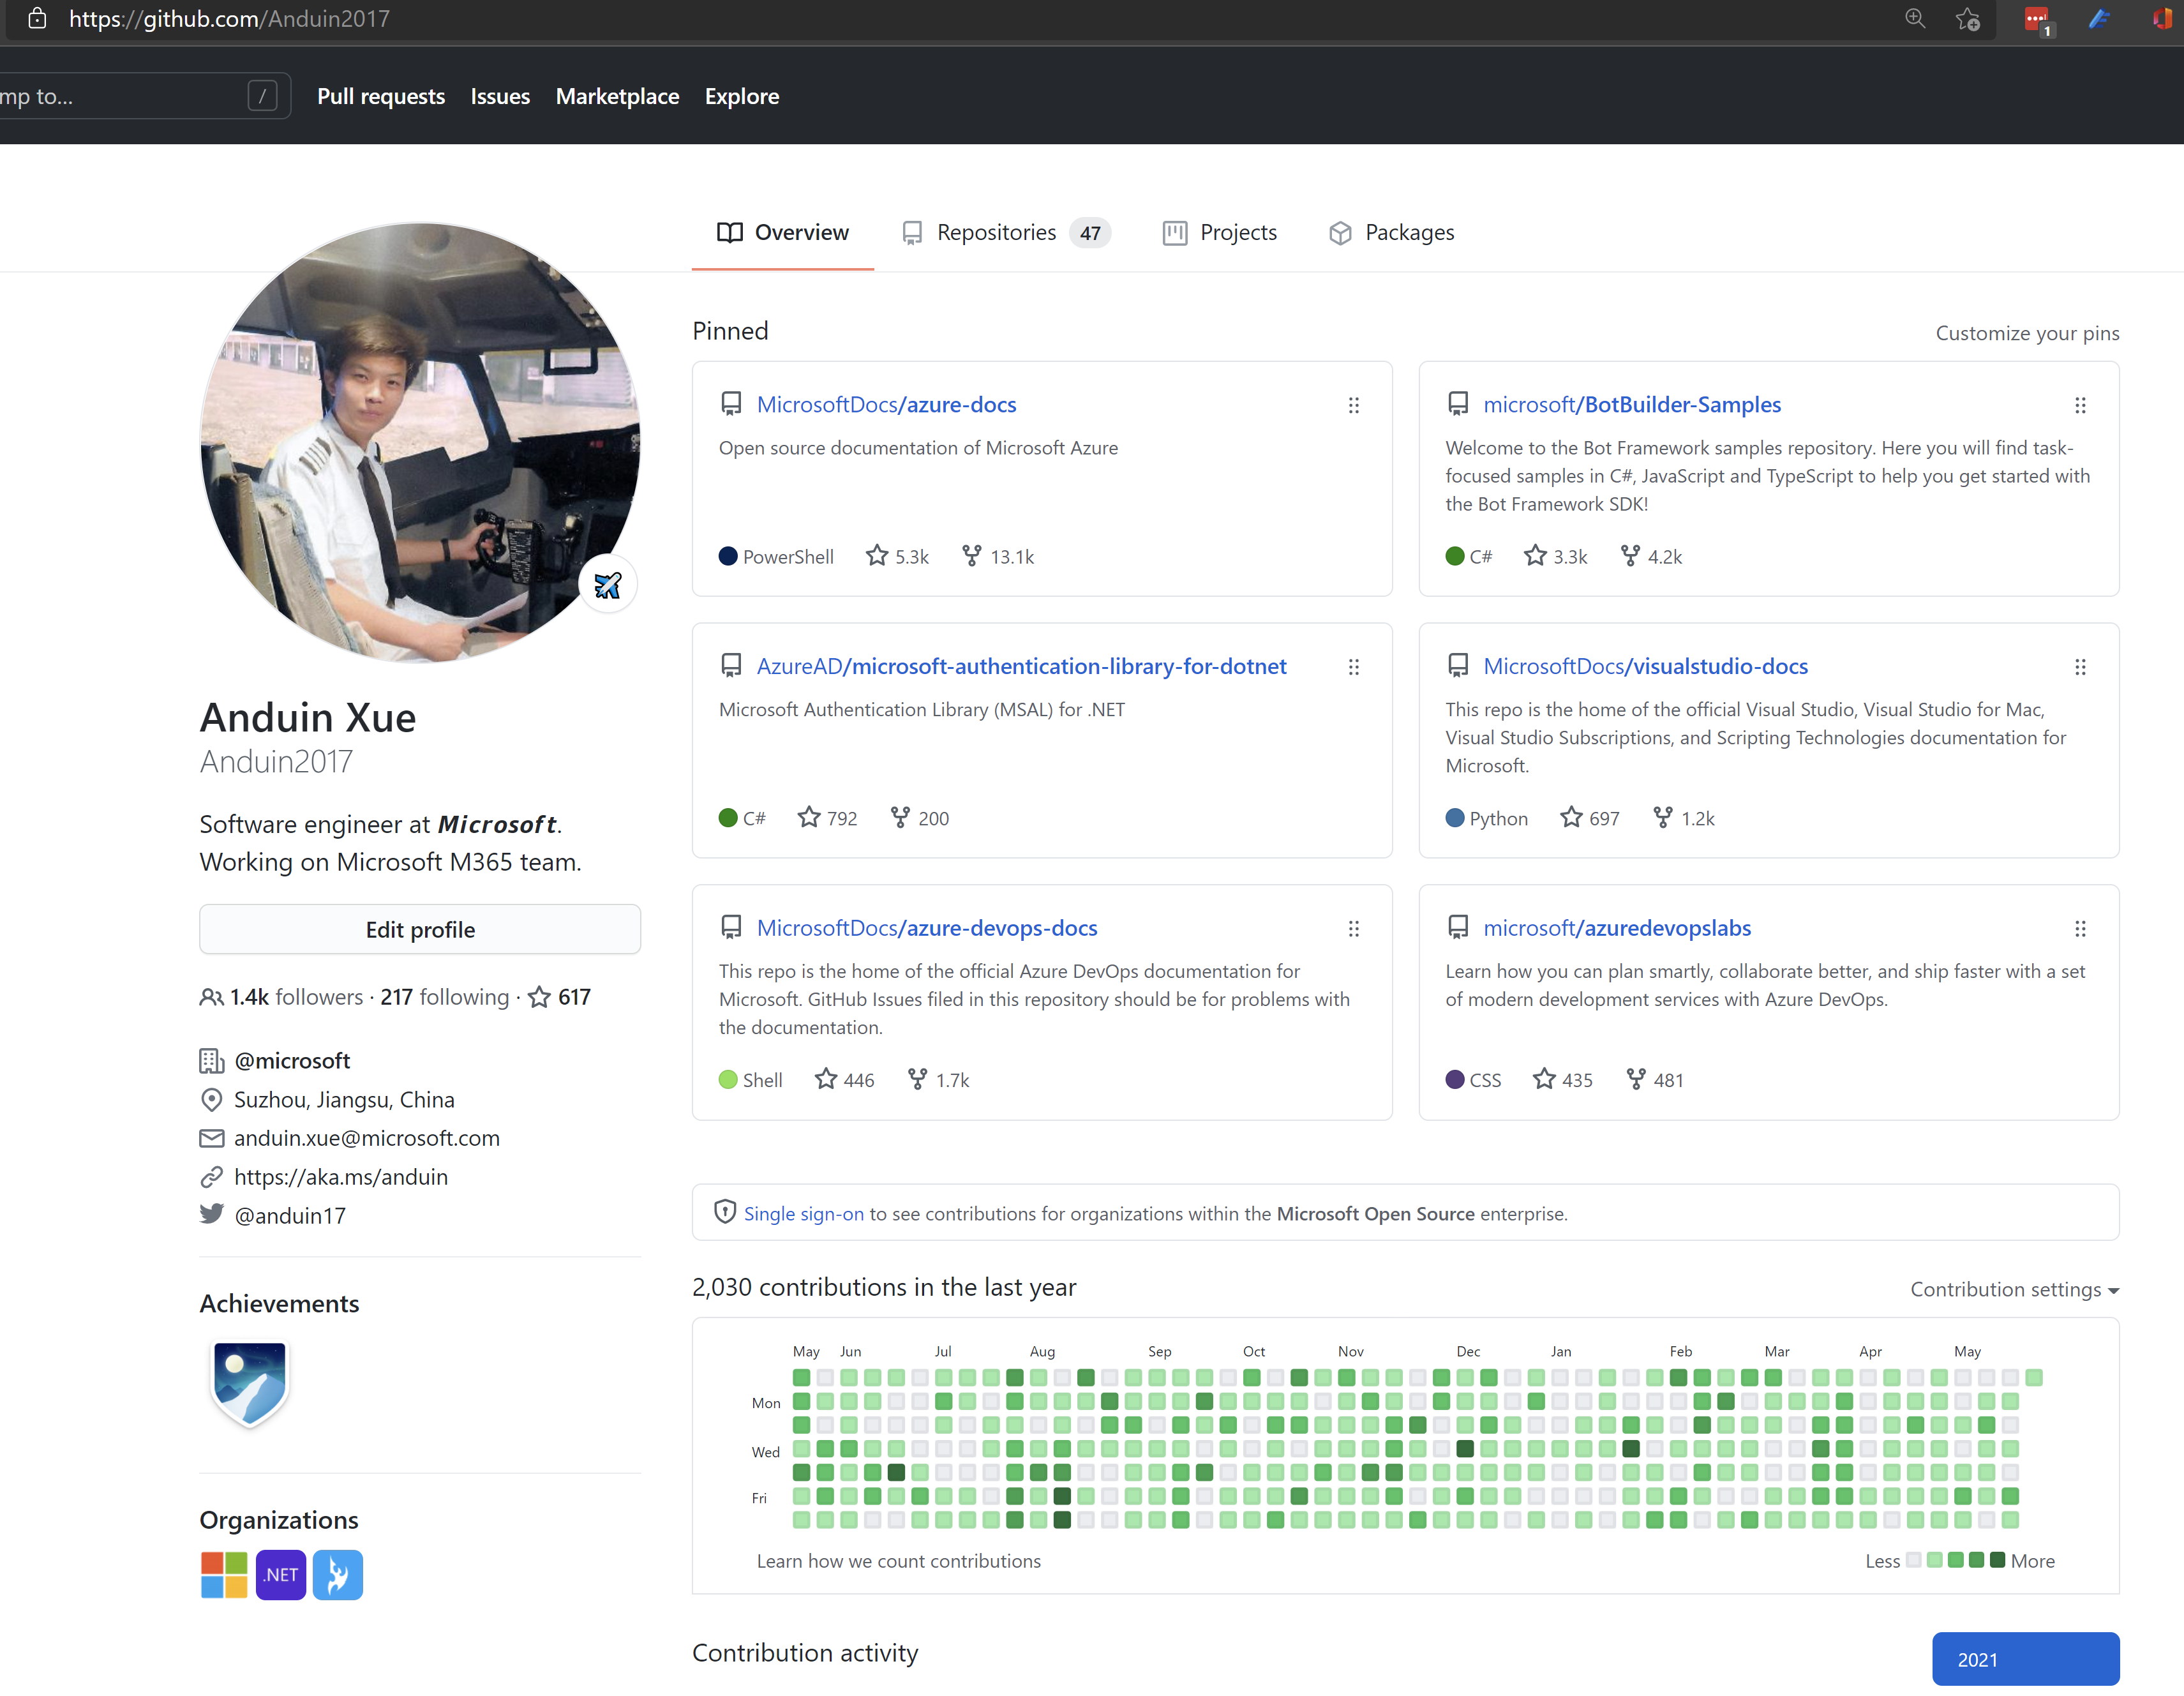 https://github.com/Anduin2017
1
mp to... /
Pull requests Issues Marketplace Explore
Overview Repositories 47 Projects Packages
Anduin Xue
Anduin2017
Software engineer at Microsoft.
Working on Microsoft M365 team.
Edit profile
1.4k followers · 217 following · 617
@microsoft
Suzhou, Jiangsu, China
anduin.xue@microsoft.com
https://aka.ms/anduin
@anduin17
Achievements
Organizations
.NET
Pinned
Customize your pins
MicrosoftDocs/azure-docs
Open source documentation of Microsoft Azure
PowerShell 5.3k 13.1k
microsoft/BotBuilder-Samples
Welcome to the Bot Framework samples repository. Here you will find task-
focused samples in C#, JavaScript and TypeScript to help you get started with
the Bot Framework SDK!
C# 3.3k 4.2k
AzureAD/microsoft-authentication-library-for-dotnet
Microsoft Authentication Library (MSAL) for .NET
C# 792 200
MicrosoftDocs/visualstudio-docs
This repo is the home of the official Visual Studio, Visual Studio for Mac,
Visual Studio Subscriptions, and Scripting Technologies documentation for
Microsoft.
Python 697 1.2k
MicrosoftDocs/azure-devops-docs
This repo is the home of the official Azure DevOps documentation for
Microsoft. GitHub Issues filed in this repository should be for problems with
the documentation.
Shell 446 1.7k
microsoft/azuredevopslabs
Learn how you can plan smartly, collaborate better, and ship faster with a set
of modern development services with Azure DevOps.
CSS 435 481
Single sign-on to see contributions for organizations within the Microsoft Open Source enterprise.
2,030 contributions in the last year
Contribution settings
May Jun Jul Aug Sep Oct Nov Dec Jan Feb Mar Apr May
Mon
Wed
Fri
Learn how we count contributions
Less More
Contribution activity
2021